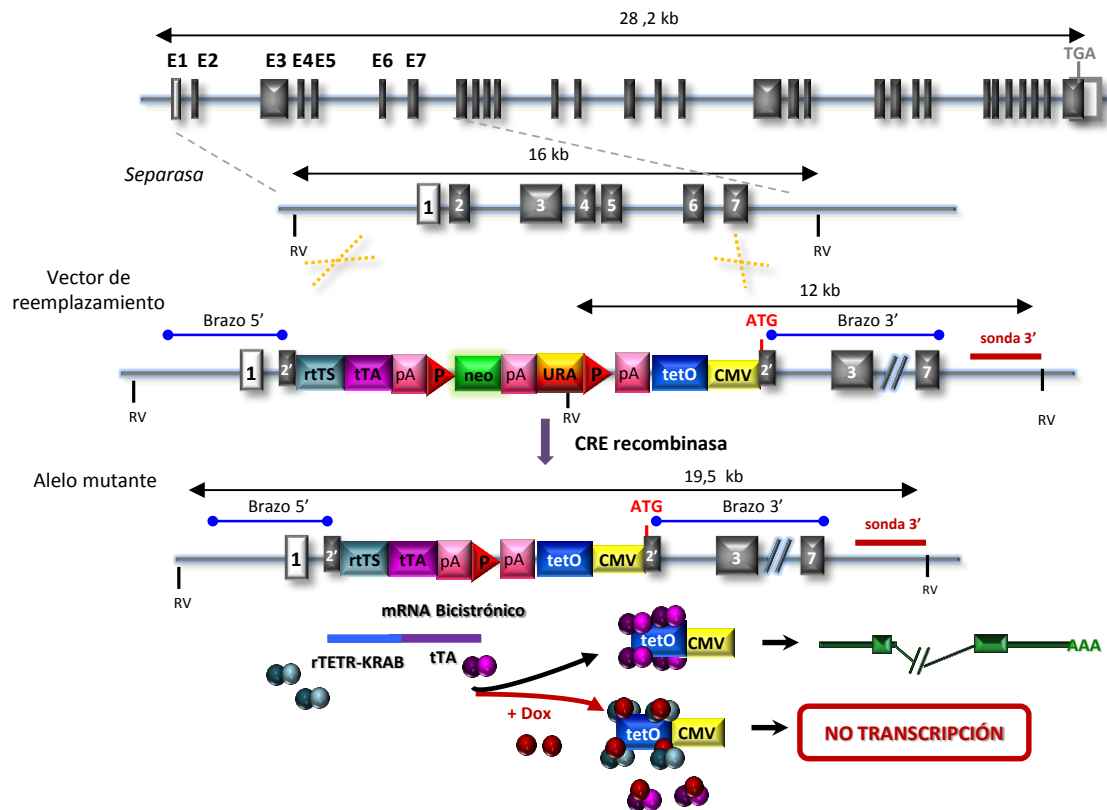 28 ,2 kb
TGA
E1 E2 E3 E4 E5 E6 E7
16 kb
Separasa
1 2 3 4 5 6 7
RV RV
Vector de
reemplazamiento
12 kb
Brazo 5’ ATG Brazo 3’
sonda 3’
1 2’ rtTS tTA pA P neo pA URA P pA tetO CMV 2’ 3 7
RV RV RV
CRE recombinasa
Alelo mutante
19,5 kb
Brazo 5’ ATG Brazo 3’
sonda 3’
1 2’ rtTS tTA pA P pA tetO CMV 2’ 3 7
RV RV
mRNA Bicistrónico
rTETR-KRAB tTA
tetO CMV
AAA
+ Dox
tetO CMV
NO TRANSCRIPCIÓN